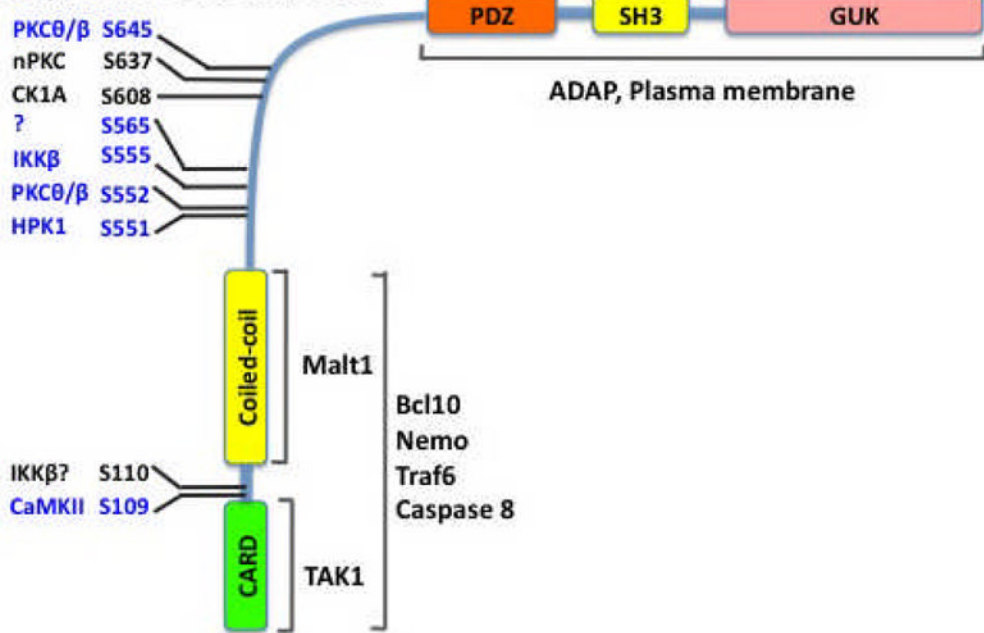 PDZ SH3 GUK
ADAP, Plasma membrane
PKCθ/β S645
nPKC S637
CK1A S608
? S565
IKKβ S555
PKCθ/β S552
HPK1 S551
Coiled-coil
Malt1
Bcl10
Nemo
Traf6
Caspase 8
IKKβ? S110
CaMKII S109
CARD
TAK1